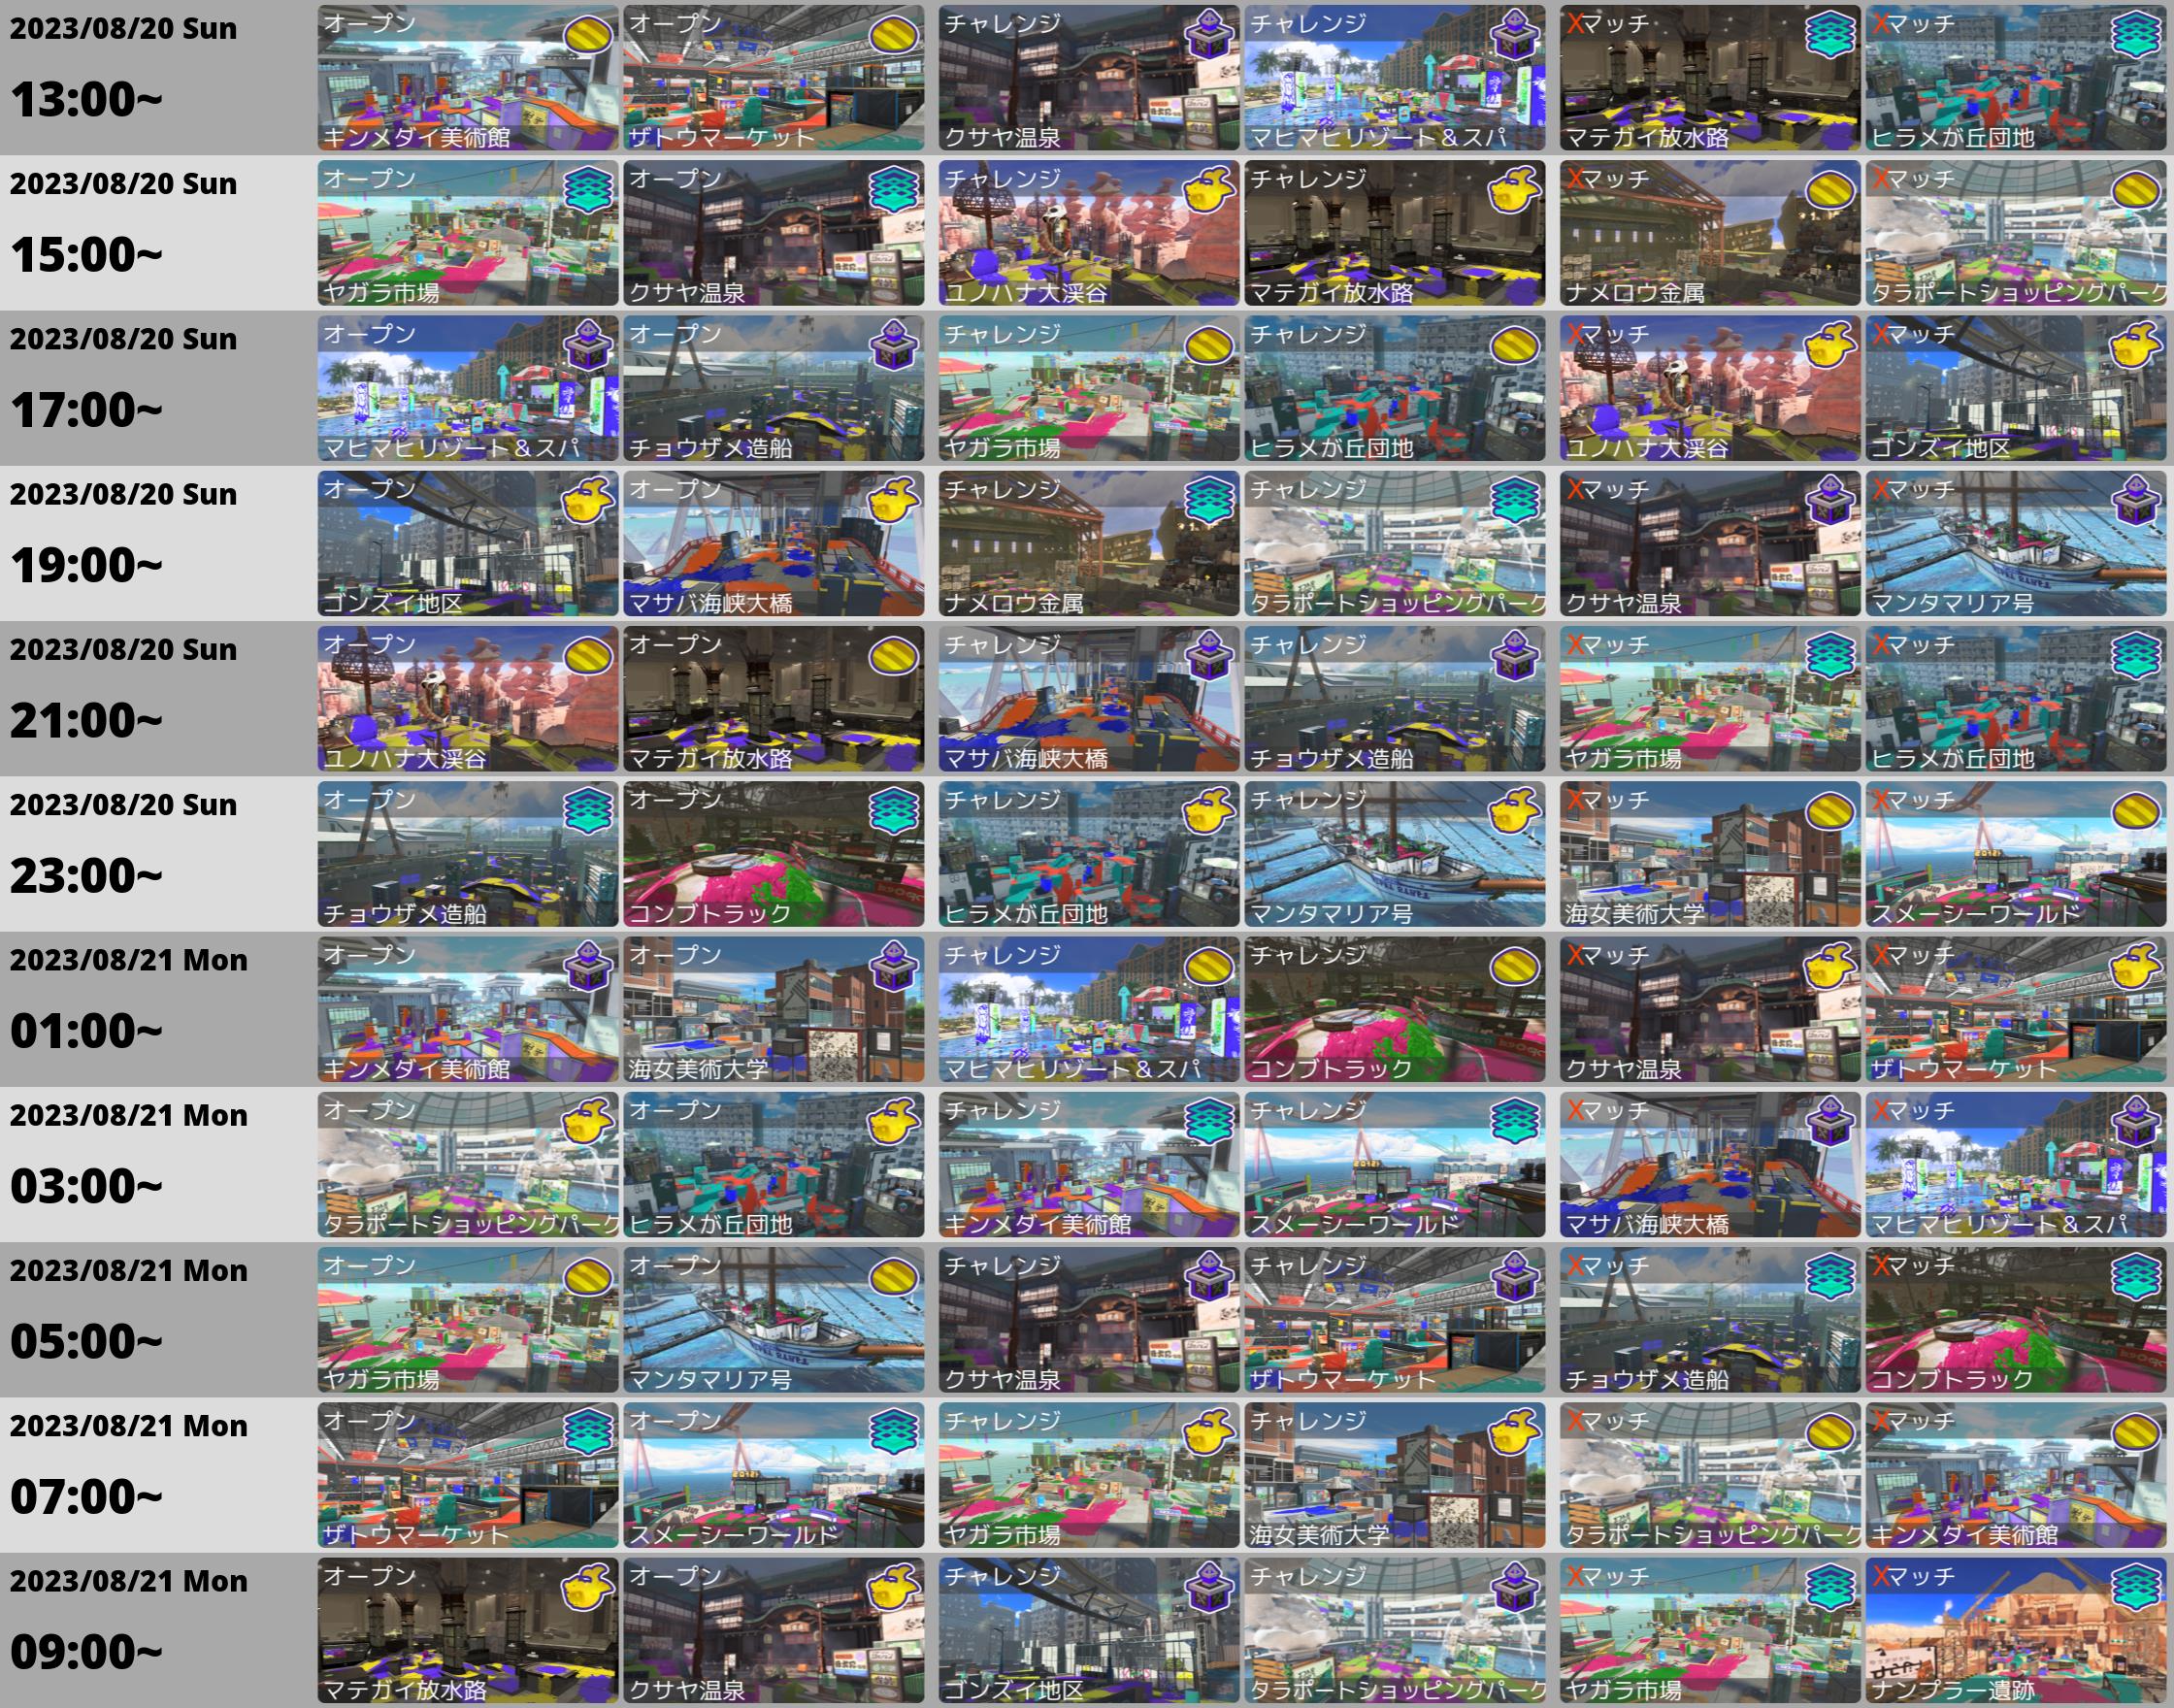 2023/08/20 Sun
13:00~
オープン
キンメダイ美術館
オープン
ザトウマーケット
チャレンジ
クサヤ温泉
チャレンジ
マヒマヒリゾート&スパ
Xマッチ
マテガイ放水路
Xマッチ
ヒラメが丘団地
2023/08/20 Sun
15:00~
オープン
ヤガラ市場
オープン
クサヤ温泉
チャレンジ
ユノハナ大渓谷
チャレンジ
マテガイ放水路
Xマッチ
ナメロウ金属
Xマッチ
タラポートショッピングパーク
2023/08/20 Sun
17:00~
オープン
マヒマヒリゾート&スパ
オープン
チョウザメ造船
チャレンジ
ヤガラ市場
チャレンジ
ヒラメが丘団地
Xマッチ
ユノハナ大渓谷
Xマッチ
ゴンズイ地区
2023/08/20 Sun
19:00~
オープン
ゴンズイ地区
オープン
マサバ海峡大橋
チャレンジ
ナメロウ金属
チャレンジ
タラポートショッピングパーク
Xマッチ
クサヤ温泉
Xマッチ
マンタマリア号
2023/08/20 Sun
21:00~
オープン
ユノハナ大渓谷
オープン
マテガイ放水路
チャレンジ
マサバ海峡大橋
チャレンジ
チョウザメ造船
Xマッチ
ヤガラ市場
Xマッチ
ヒラメが丘団地
2023/08/20 Sun
23:00~
オープン
チョウザメ造船
オープン
コンブトラック
チャレンジ
ヒラメが丘団地
チャレンジ
マンタマリア号
Xマッチ
海女美術大学
Xマッチ
スメーシーワールド
2023/08/21 Mon
01:00~
オープン
キンメダイ美術館
オープン
海女美術大学
チャレンジ
マヒマヒリゾート&スパ
チャレンジ
コンブトラック
Xマッチ
クサヤ温泉
Xマッチ
ザトウマーケット
2023/08/21 Mon
03:00~
オープン
タラポートショッピングパーク
オープン
ヒラメが丘団地
チャレンジ
キンメダイ美術館
チャレンジ
スメーシーワールド
Xマッチ
マサバ海峡大橋
Xマッチ
マヒマヒリゾート&スパ
2023/08/21 Mon
05:00~
オープン
ヤガラ市場
オープン
マンタマリア号
チャレンジ
クサヤ温泉
チャレンジ
ザトウマーケット
Xマッチ
チョウザメ造船
Xマッチ
コンブトラック
2023/08/21 Mon
07:00~
オープン
ザトウマーケット
オープン
スメーシーワールド
チャレンジ
ヤガラ市場
チャレンジ
海女美術大学
Xマッチ
タラポートショッピングパーク
Xマッチ
キンメダイ美術館
2023/08/21 Mon
09:00~
オープン
マテガイ放水路
オープン
クサヤ温泉
チャレンジ
ゴンズイ地区
チャレンジ
タラポートショッピングパーク
Xマッチ
ヤガラ市場
Xマッチ
ナンプラー遺跡